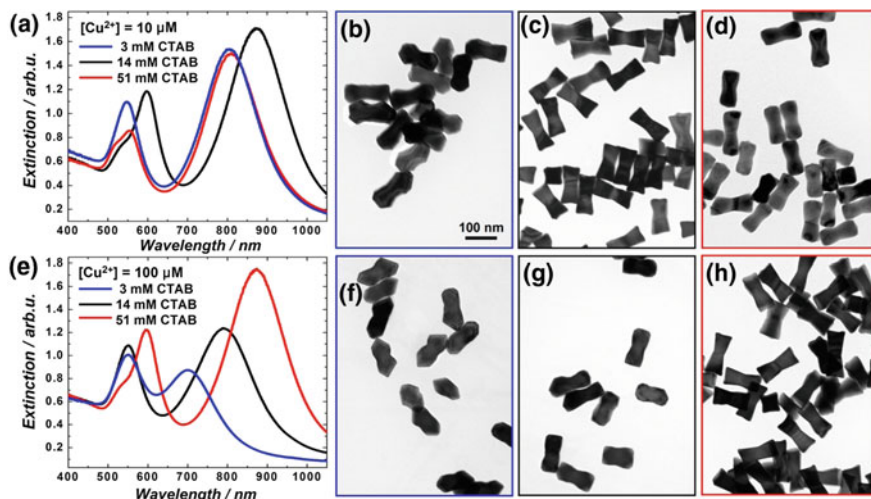 (a)
[Cu²⁺] = 10 µM
3 mM CTAB
14 mM CTAB
51 mM CTAB
Extinction / arb.u.
1.8
1.6
1.4
1.2
1.0
0.8
0.6
0.4
0.2
400 500 600 700 800 900 1000
Wavelength / nm
(b)
100 nm
(c)
(d)
(e)
[Cu²⁺] = 100 µM
3 mM CTAB
14 mM CTAB
51 mM CTAB
Extinction / arb.u.
1.8
1.6
1.4
1.2
1.0
0.8
0.6
0.4
0.2
400 500 600 700 800 900 1000
Wavelength / nm
(f)
(g)
(h)